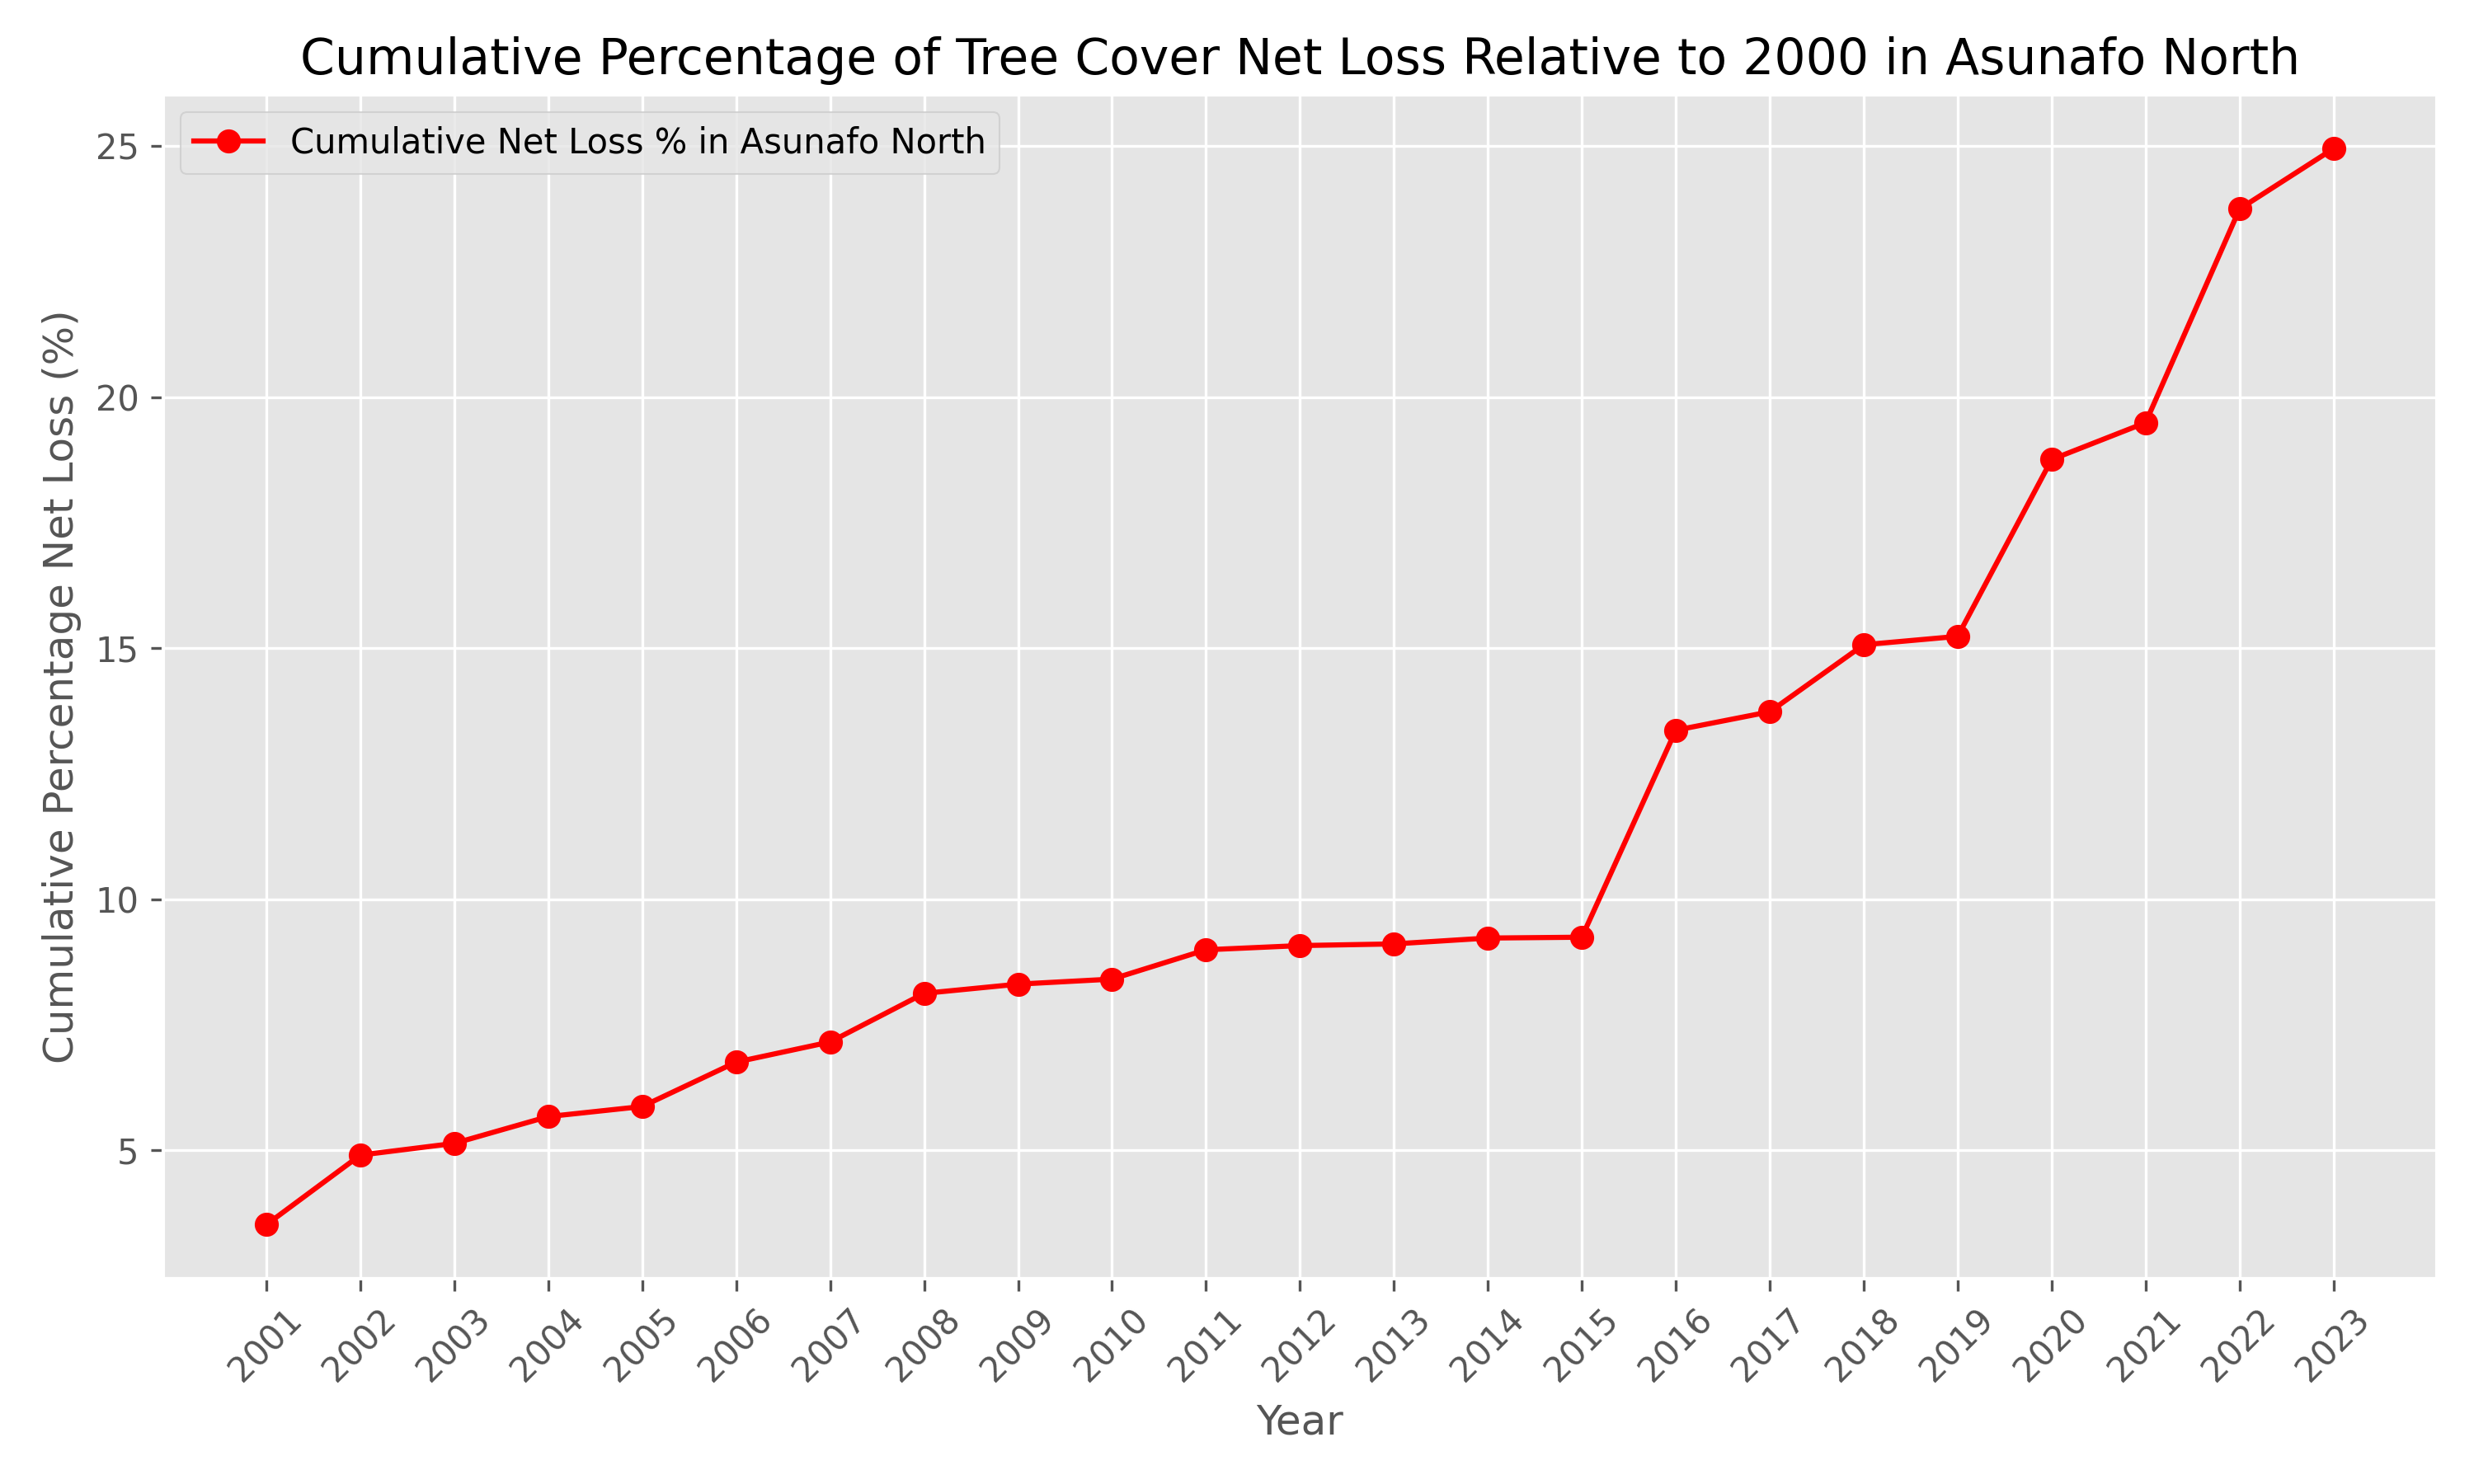 Cumulative Percentage of Tree Cover Net Loss Relative to 2000 in Asunafo North
Cumulative Net Loss % in Asunafo North
Cumulative Percentage Net Loss (%)
25
20
15
10
5
2001 2002 2003 2004 2005 2006 2007 2008 2009 2010 2011 2012 2013 2014 2015 2016 2017 2018 2019 2020 2021 2022 2023
Year